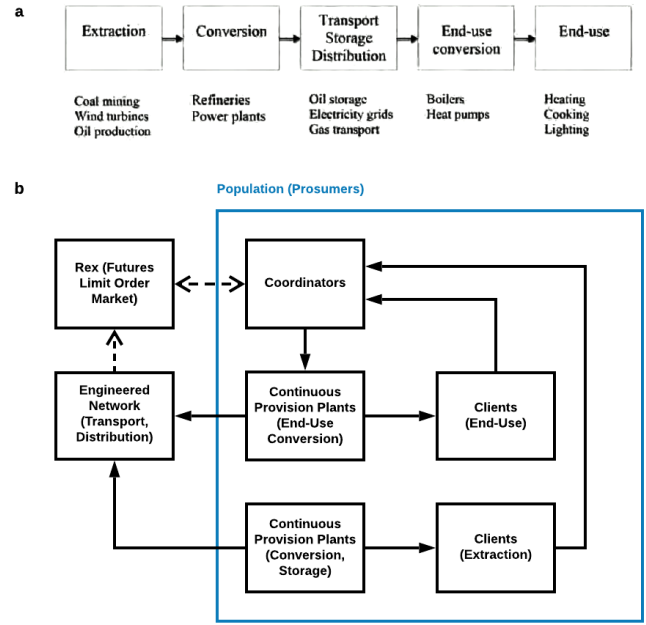 a
Extraction
Conversion
Transport
Storage
Distribution
End-use
conversion
End-use
Coal mining
Wind turbines
Oil production
Refineries
Power plants
Oil storage
Electricity grids
Gas transport
Boilers
Heat pumps
Heating
Cooking
Lighting
b
Population (Prosumers)
Rex (Futures
Limit Order
Market)
Coordinators
Engineered
Network
(Transport,
Distribution)
Continuous
Provision Plants
(End-Use
Conversion)
Clients
(End-Use)
Continuous
Provision Plants
(Conversion,
Storage)
Clients
(Extraction)